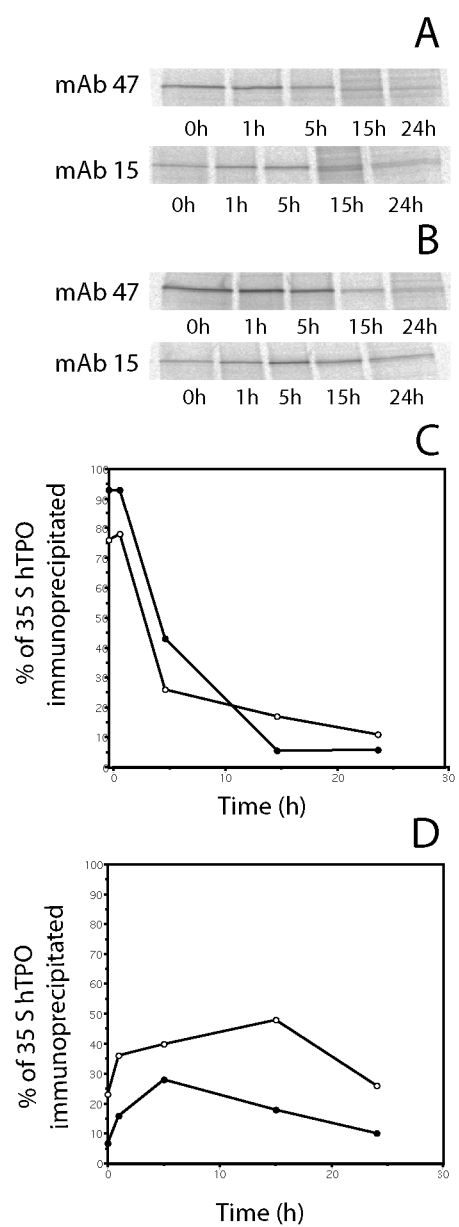 A
mAb 47
0h 1h 5h 15h 24h
mAb 15
0h 1h 5h 15h 24h
B
mAb 47
0h 1h 5h 15h 24h
mAb 15
0h 1h 5h 15h 24h
C
% of 35 S hTPO
immunoprecipitated
100
90
80
70
60
50
40
30
20
10
0
0 10 20 30
Time (h)
D
% of 35 S hTPO
immunoprecipitated
100
90
80
70
60
50
40
30
20
10
0
0 10 20 30
Time (h)